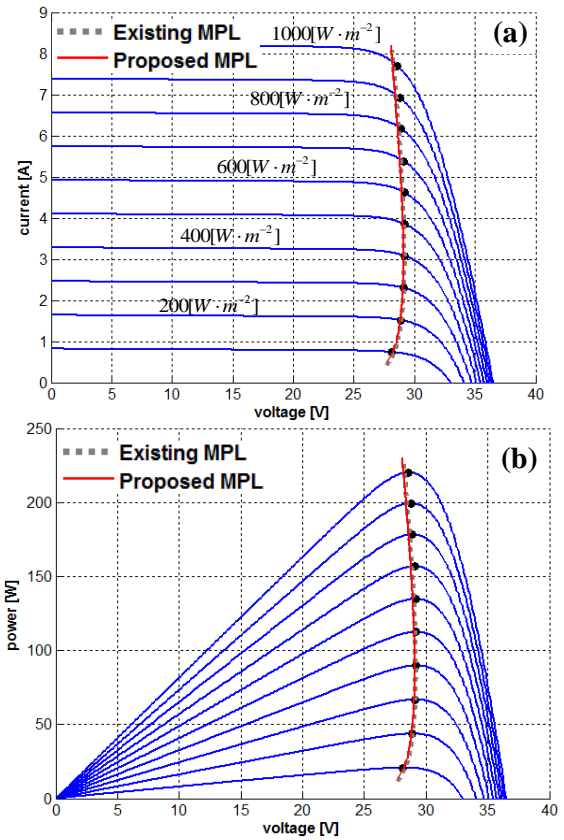 (a)
Existing MPL
Proposed MPL
1000[W · m⁻²]
800[W · m⁻²]
600[W · m⁻²]
400[W · m⁻²]
200[W · m⁻²]
current [A]
9
8
7
6
5
4
3
2
1
0
0 5 10 15 20 25 30 35 40
voltage [V]
(b)
Existing MPL
Proposed MPL
power [W]
250
200
150
100
50
0
0 5 10 15 20 25 30 35 40
voltage [V]